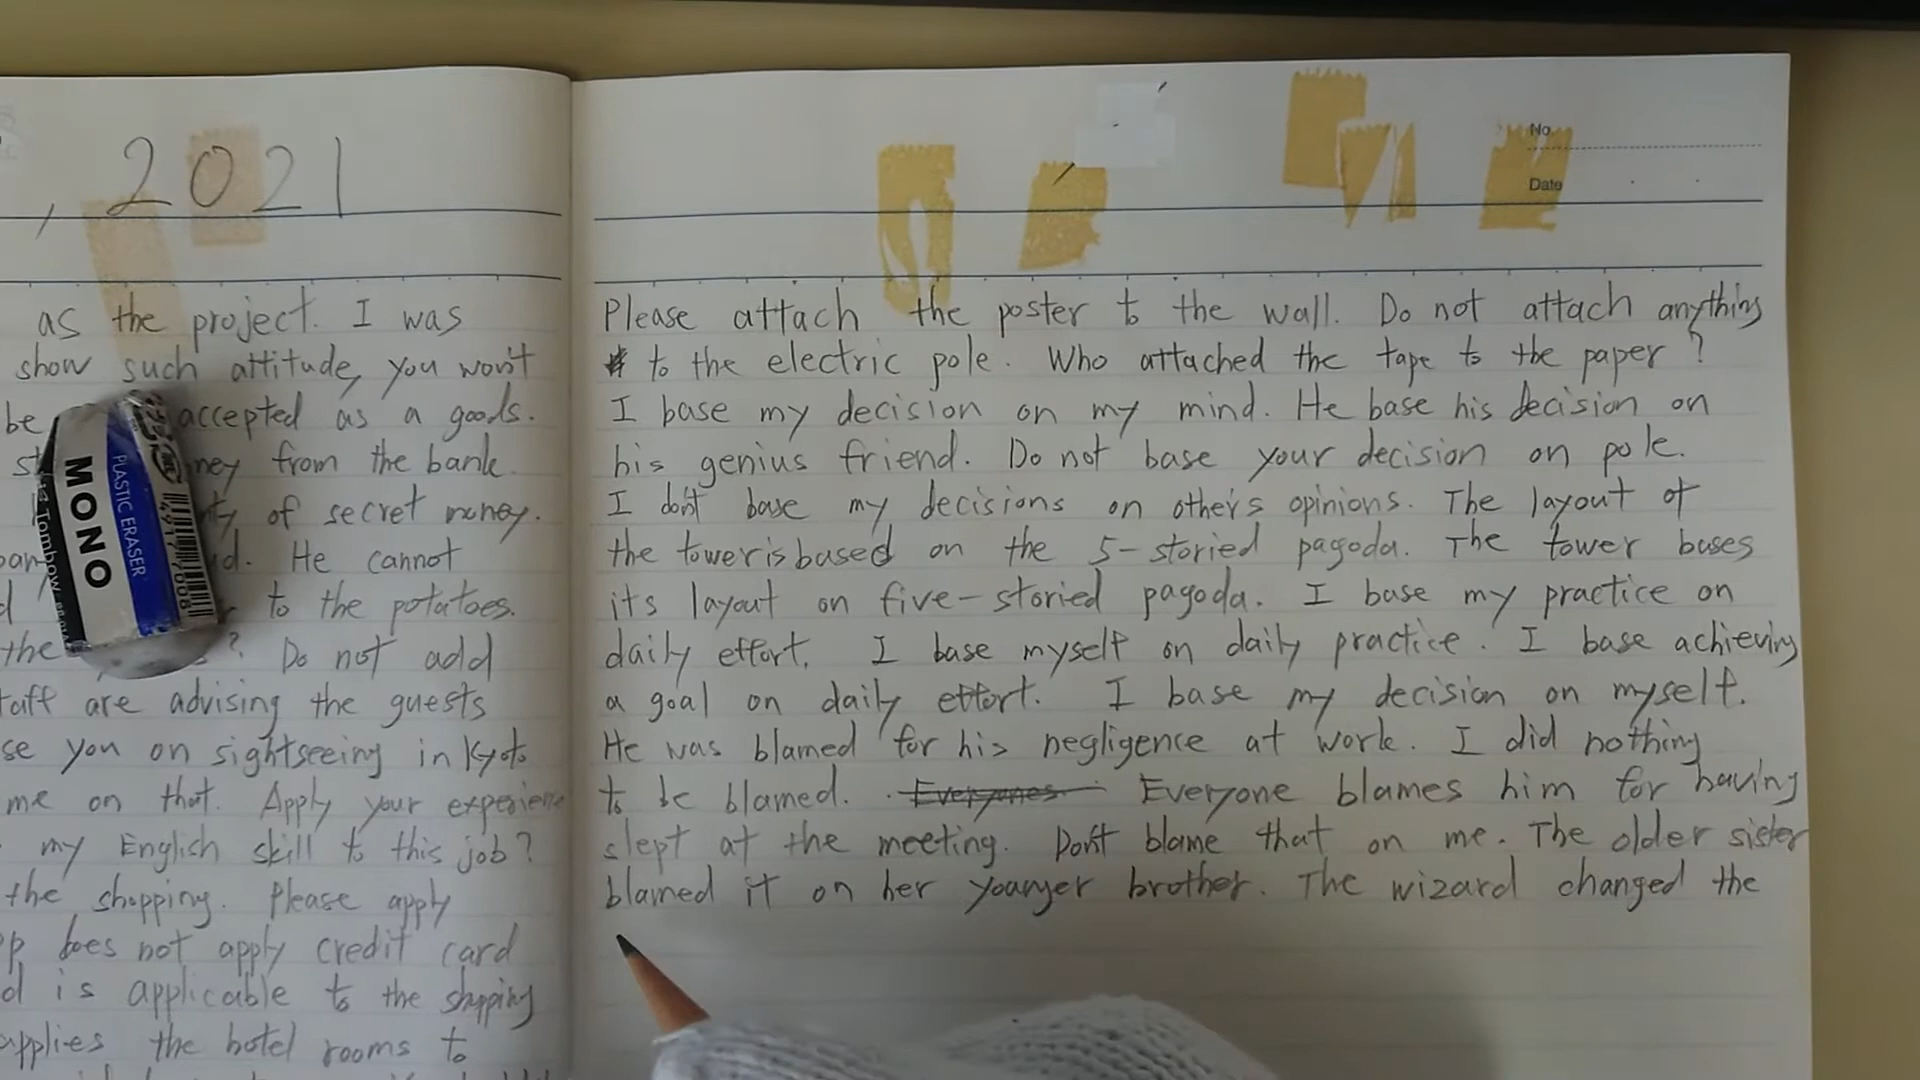 , 2021
as the project. I was
show such attitude, you won't
be accepted as a goods.
from the bank.
of secret money.
He cannot
to the potatoes.
the ? Do not add
are advising the guests
you on sightseeing in Kyoto
me on that. Apply your experience
my English skill to this job?
the shopping. Please apply
does not apply credit card
is applicable to the shopping
applies the hotel rooms to
MONO
PLASTIC ERASER
Tombow
No.
Date
Please attach the poster to the wall. Do not attach anything
to the electric pole. Who attached the tape to the paper?
I base my decision on my mind. He base his decision on
his genius friend. Do not base your decision on pole.
I don't base my decisions on other's opinions. The layout of
the tower is based on the 5-storied pagoda. The tower bases
its layout on five-storied pagoda. I base my practice on
daily effort. I base myself on daily practice. I base achieving
a goal on daily effort. I base my decision on myself.
He was blamed for his negligence at work. I did nothing
to be blamed. Everyones Everyone blames him for having
slept at the meeting. Don't blame that on me. The older sister
blamed it on her younger brother. The wizard changed the